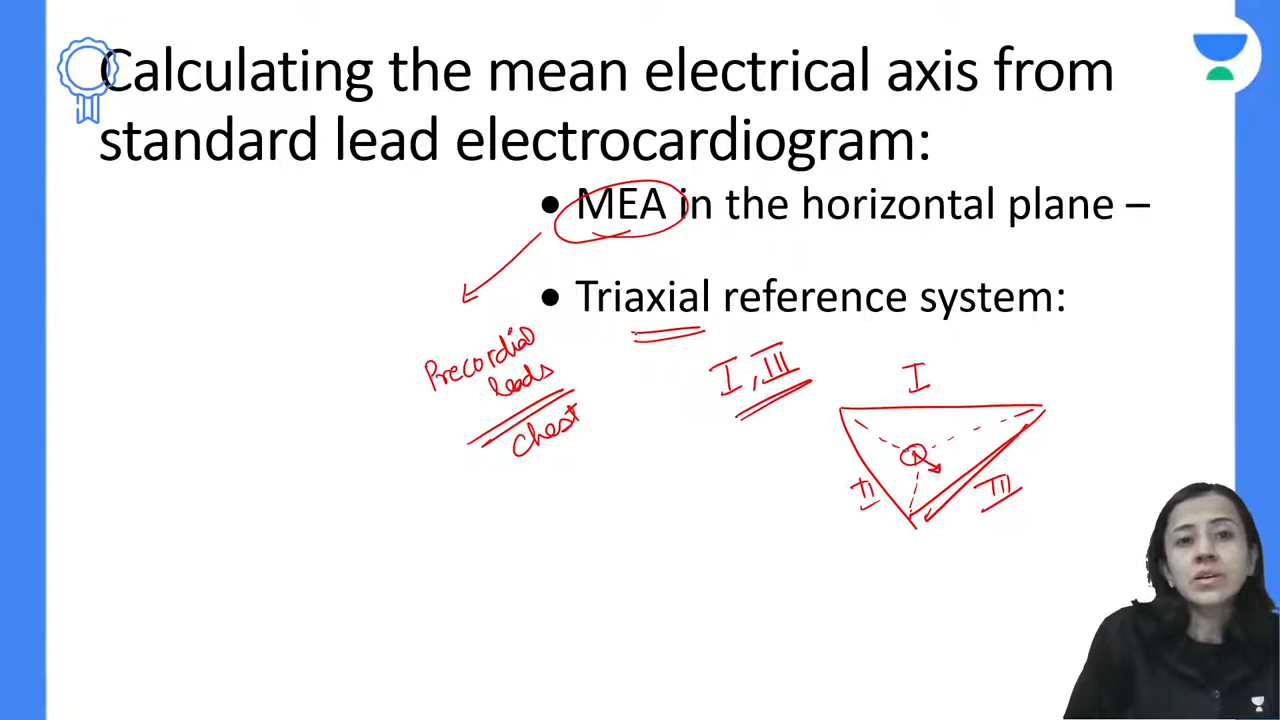 Calculating the mean electrical axis from
standard lead electrocardiogram:
• MEA in the horizontal plane –
• Triaxial reference system:
Precordial
leads
chest
I, III
I
II
III